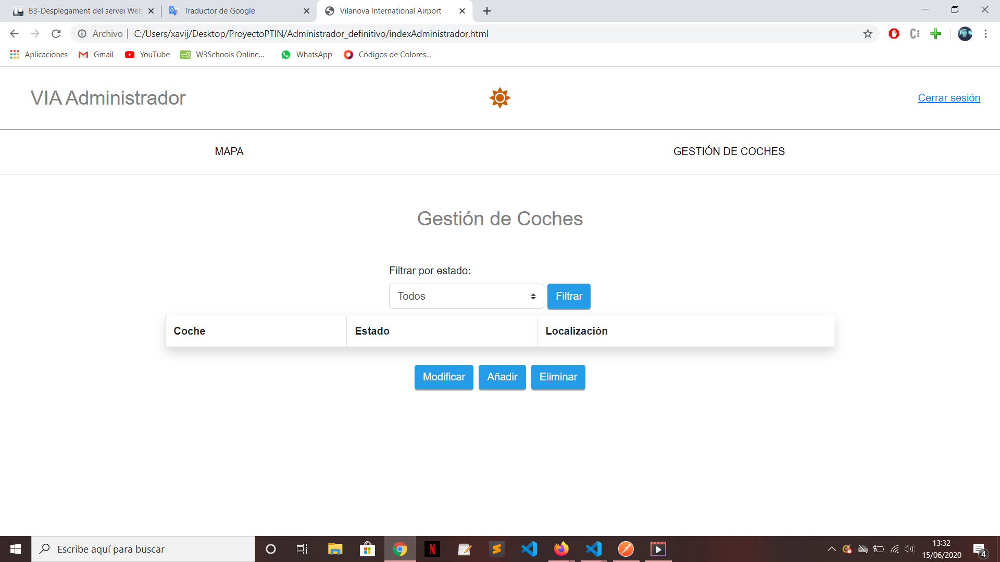 B3-Desplegament del servei Web
Traductor de Google
Vilanova International Airport
Archivo | C:/Users/xavij/Desktop/ProyectoPTIN/Administrador_definitivo/indexAdministrador.html
Aplicaciones
Gmail
YouTube
W3Schools Online...
WhatsApp
Códigos de Colores...
VIA Administrador
Cerrar sesión
MAPA
GESTIÓN DE COCHES
Gestión de Coches
Filtrar por estado:
Todos
Filtrar
Coche
Estado
Localización
Modificar
Añadir
Eliminar
Escribe aquí para buscar
13:32
15/06/2020
4